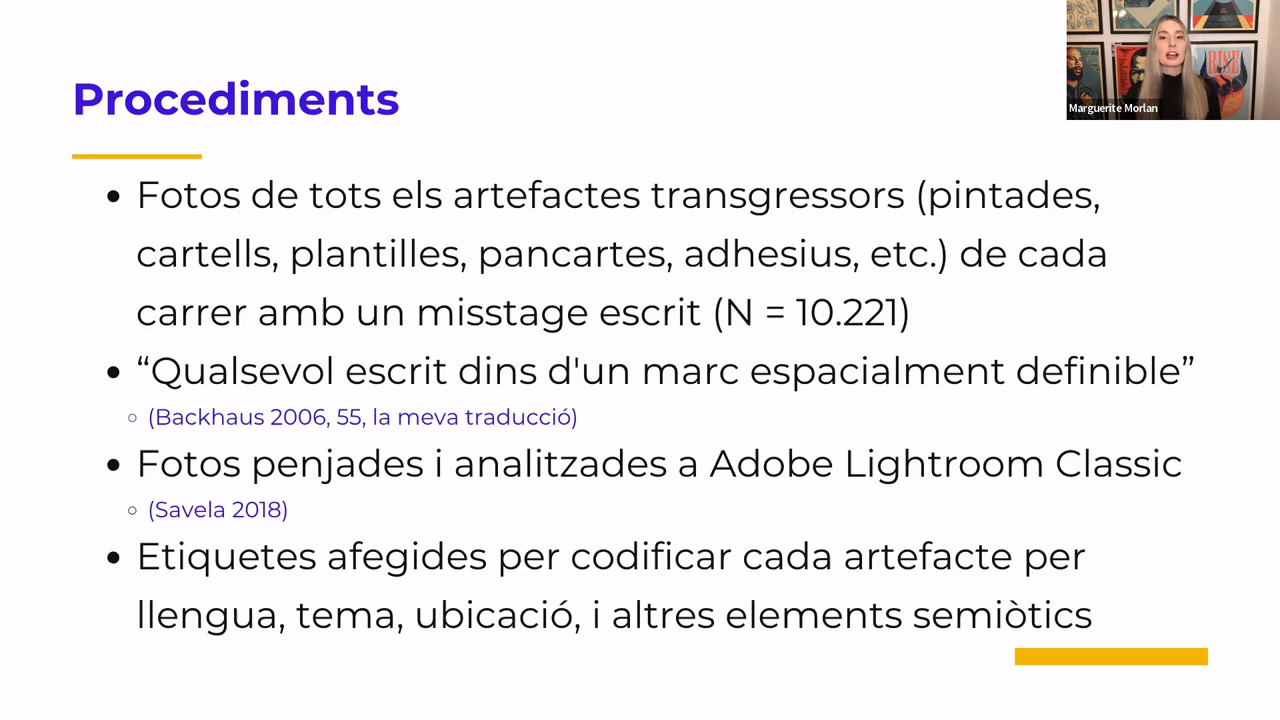 Procediments
Fotos de tots els artefactes transgressors (pintades,
cartells, plantilles, pancartes, adhesius, etc.) de cada
carrer amb un misstage escrit (N = 10.221)
“Qualsevol escrit dins d'un marc espacialment definible”
(Backhaus 2006, 55, la meva traducció)
Fotos penjades i analitzades a Adobe Lightroom Classic
(Savela 2018)
Etiquetes afegides per codificar cada artefacte per
llengua, tema, ubicació, i altres elements semiòtics
RISE
Marguerite Morlan